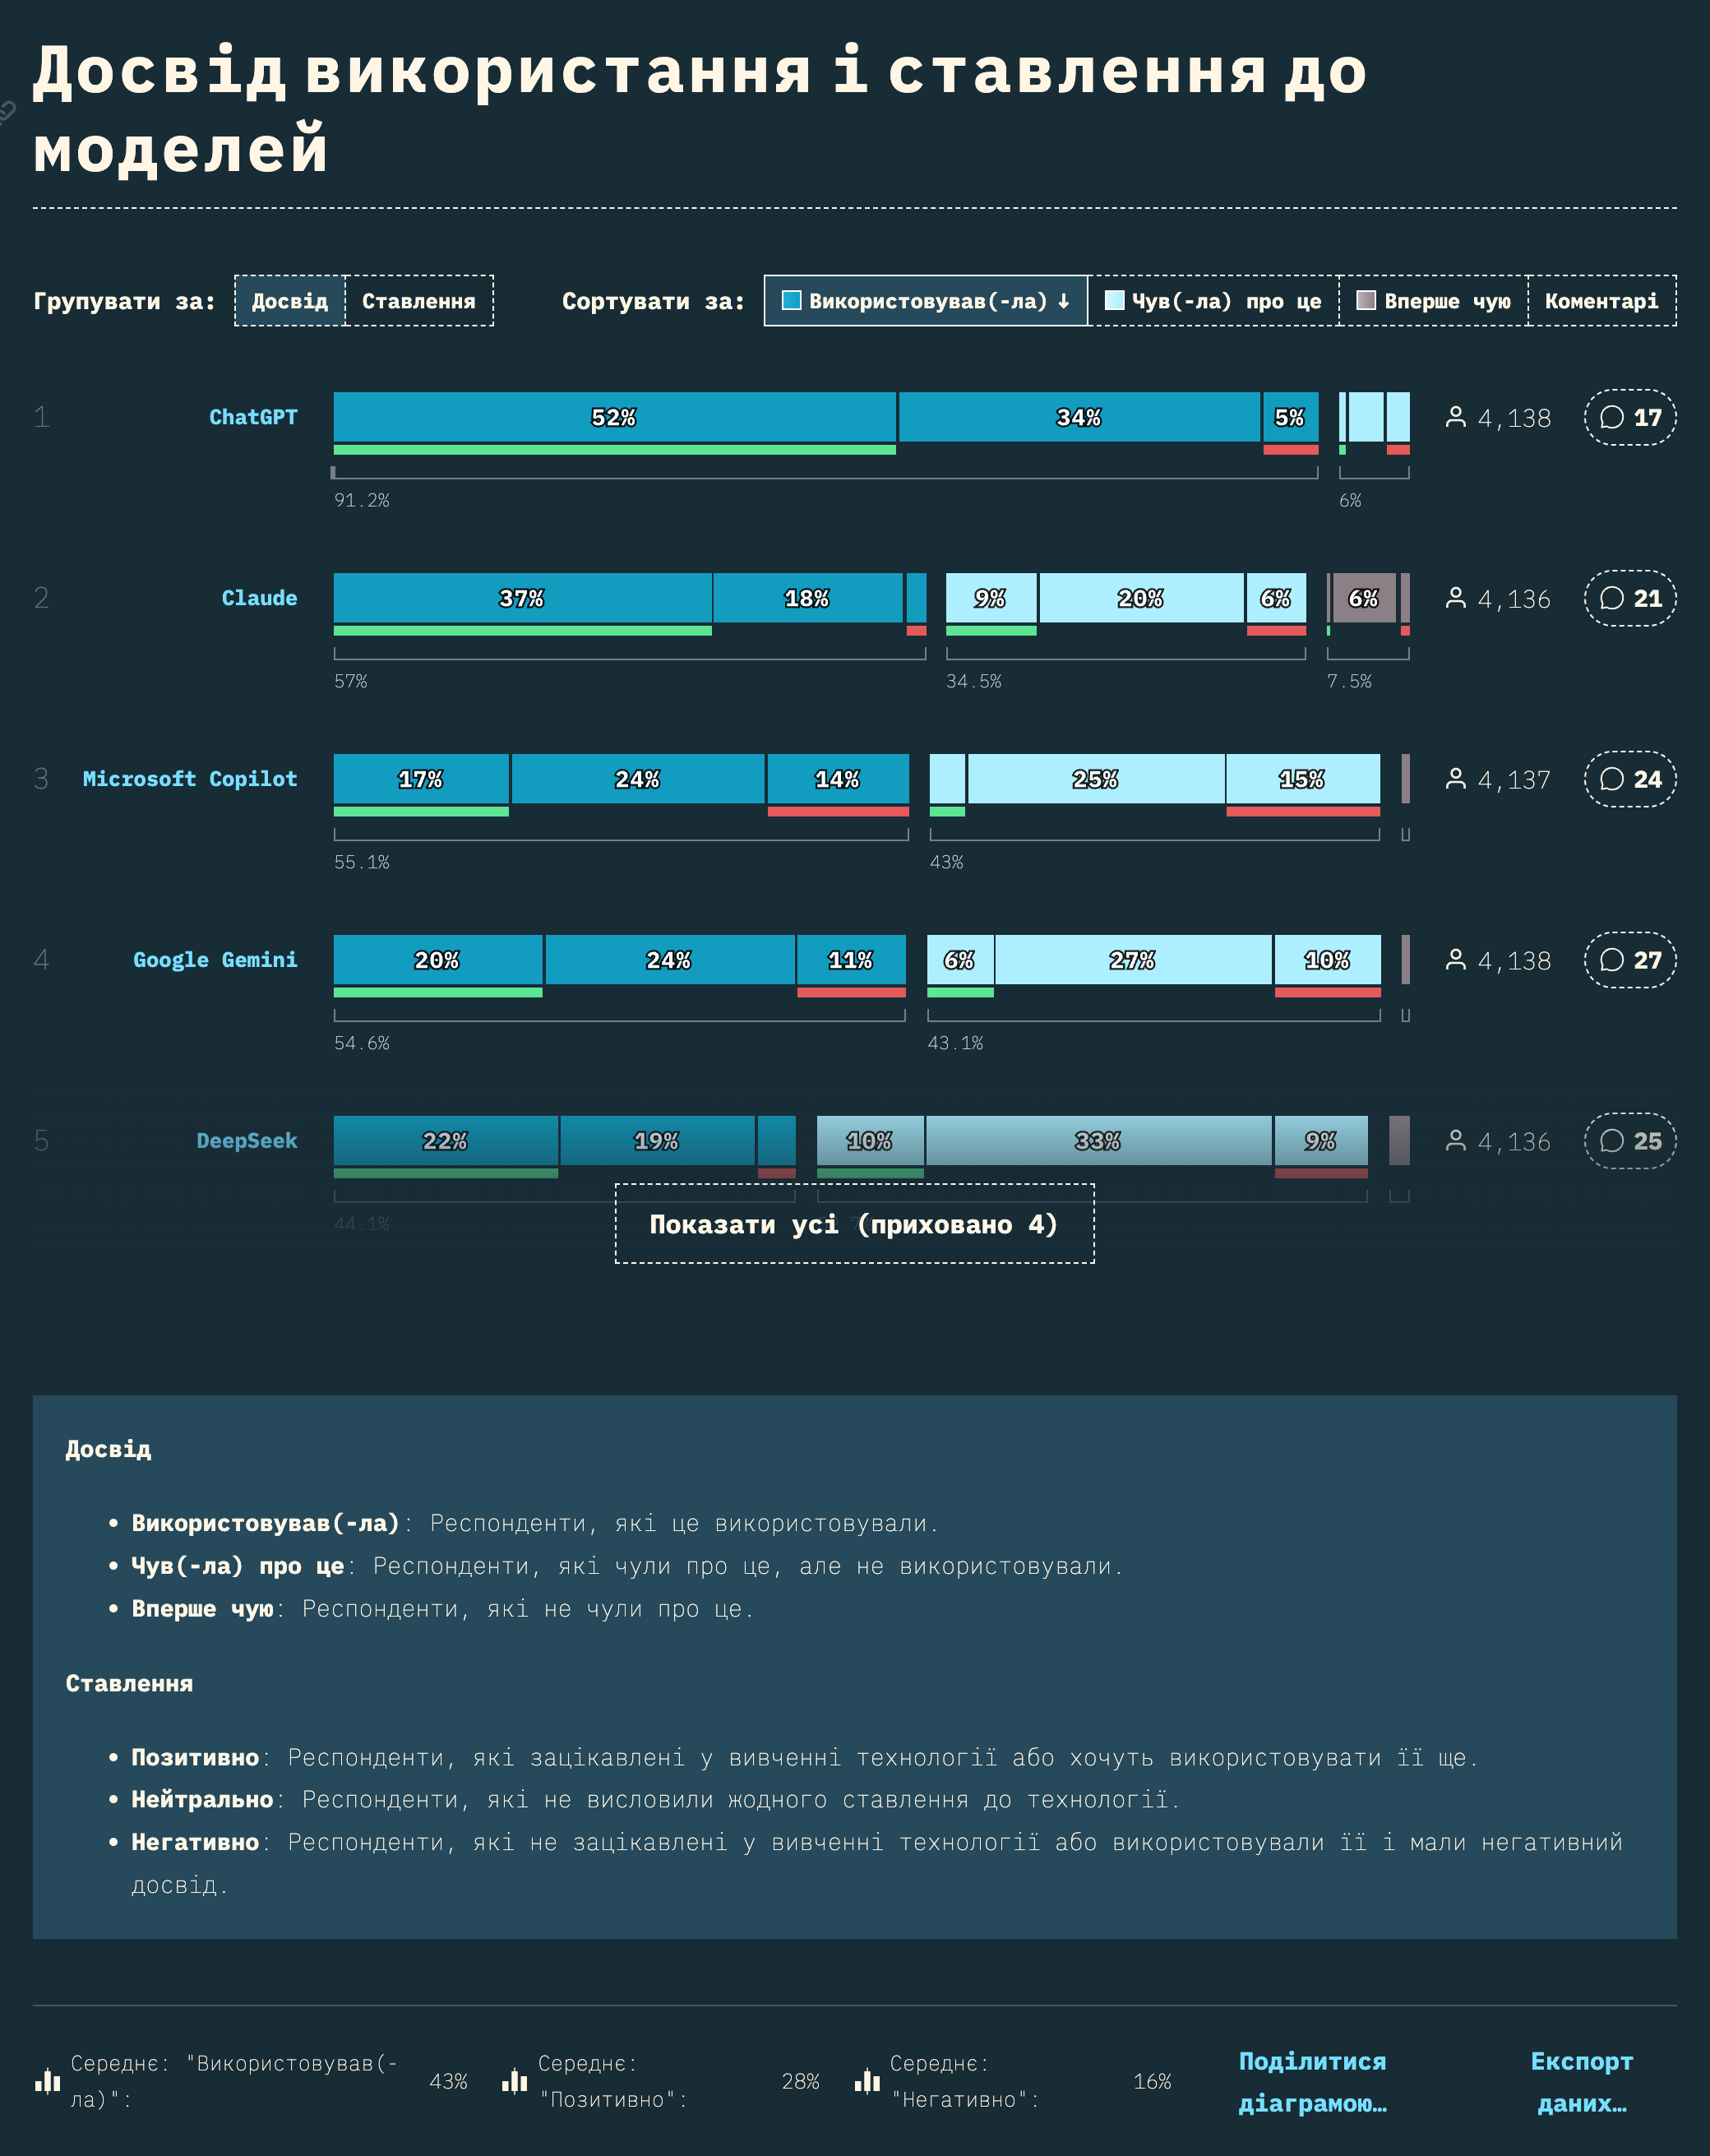 Досвід використання і ставлення до
моделей
Групувати за: Досвід Ставлення Сортувати за: Використовував(-ла) ↓ Чув(-ла) про це Вперше чую Коментарі
1 ChatGPT 52% 34% 5% 4,138 17
91.2% 6%
2 Claude 37% 18% 9% 20% 6% 6% 4,136 21
57% 34.5% 7.5%
3 Microsoft Copilot 17% 24% 14% 25% 15% 4,137 24
55.1% 43%
4 Google Gemini 20% 24% 11% 6% 27% 10% 4,138 27
54.6% 43.1%
5 DeepSeek 22% 19% 10% 33% 9% 4,136 25
44.1%
Показати усі (приховано 4)
Досвід
• Використовував(-ла): Респонденти, які це використовували.
• Чув(-ла) про це: Респонденти, які чули про це, але не використовували.
• Вперше чую: Респонденти, які не чули про це.
Ставлення
• Позитивно: Респонденти, які зацікавлені у вивченні технології або хочуть використовувати її ще.
• Нейтрально: Респонденти, які не висловили жодного ставлення до технології.
• Негативно: Респонденти, які не зацікавлені у вивченні технології або використовували її і мали негативний
досвід.
Середнє: "Використовував(-
ла)": 43%
Середнє:
"Позитивно": 28%
Середнє:
"Негативно": 16%
Поділитися
діаграмою…
Експорт
даних…